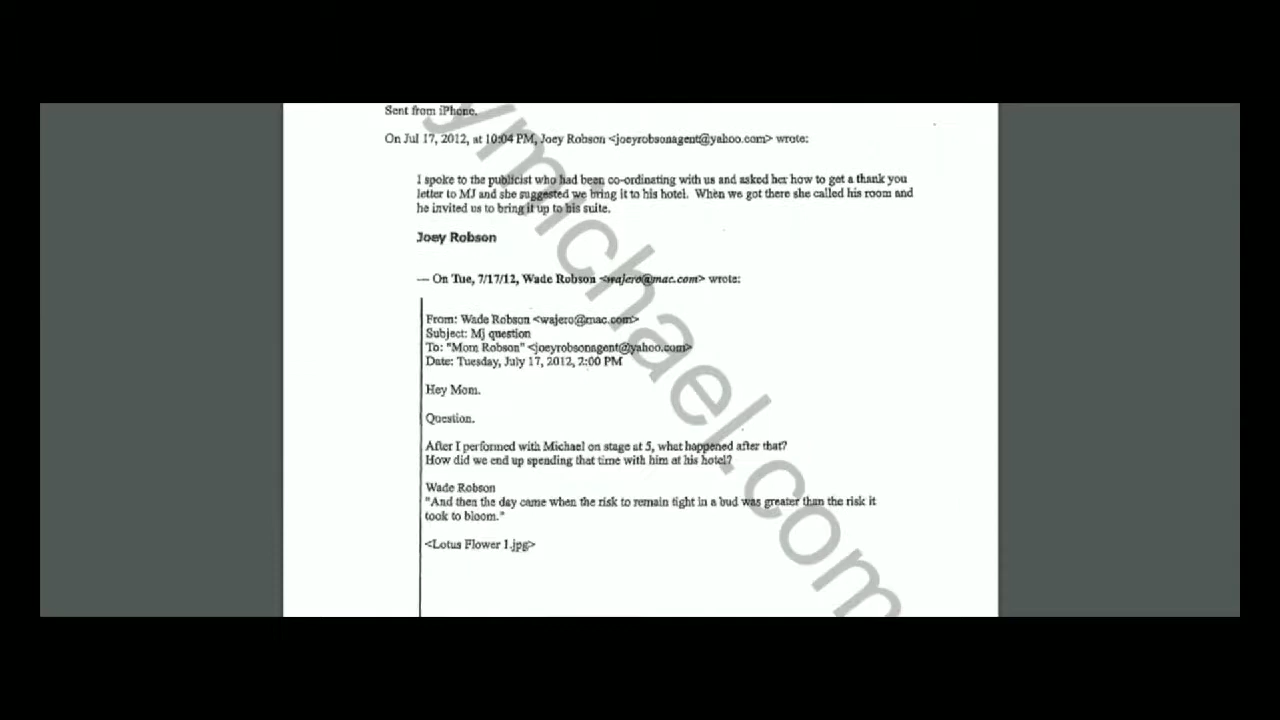 Sent from iPhone.
On Jul 17, 2012, at 10:04 PM, Joey Robson <joeyrobsonagent@yahoo.com> wrote:
I spoke to the publicist who had been co-ordinating with us and asked her how to get a thank you
letter to MJ and she suggested we bring it to his hotel. When we got there she called his room and
he invited us to bring it up to his suite.
Joey Robson
--- On Tue, 7/17/12, Wade Robson <wajero@mac.com> wrote:
From: Wade Robson <wajero@mac.com>
Subject: Mj question
To: "Mom Robson" <joeyrobsonagent@yahoo.com>
Date: Tuesday, July 17, 2012, 2:00 PM
Hey Mom.
Question.
After I performed with Michael on stage at 5, what happened after that?
How did we end up spending that time with him at his hotel?
Wade Robson
"And then the day came when the risk to remain tight in a bud was greater than the risk it
took to bloom."
<Lotus Flower 1.jpg>
ymichael.com